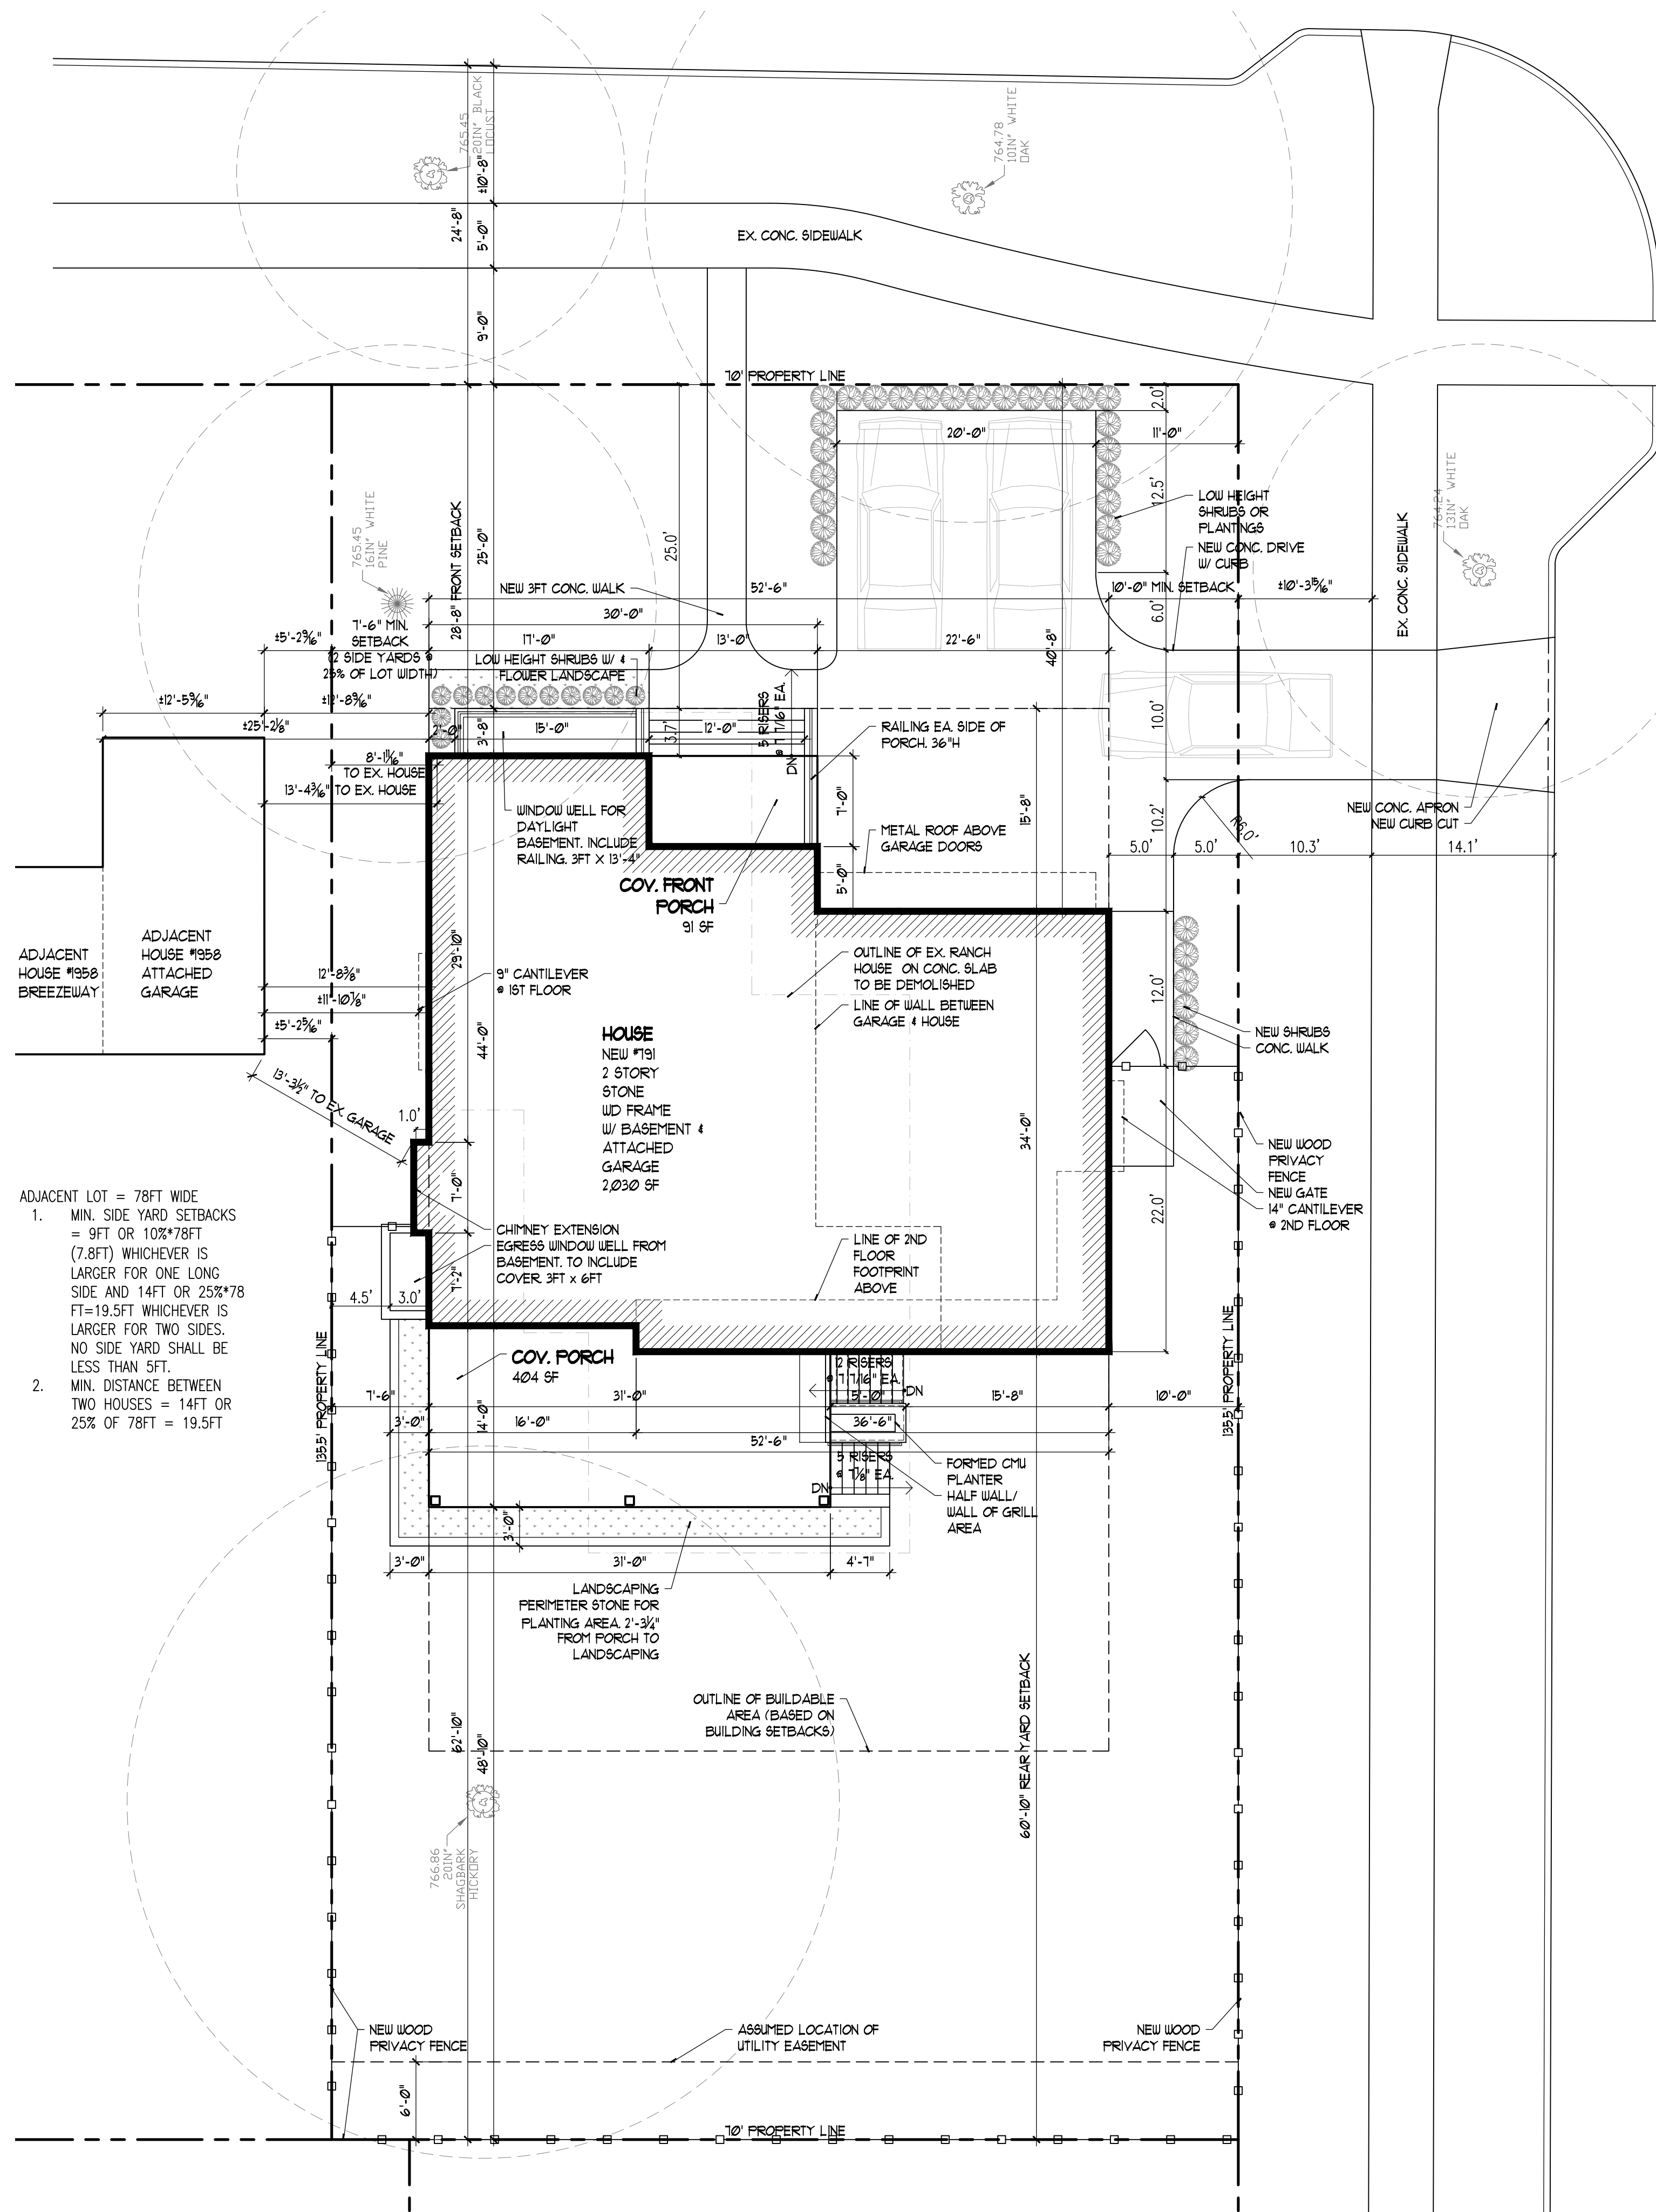 765.45
20IN" BLACK
LOCUST
764.78
10IN" WHITE
OAK
±10'-8"
24'-8"
5'-0"
EX. CONC. SIDEWALK
9'-0"
70' PROPERTY LINE
2.0'
20'-0"
11'-0"
765.45
16IN" WHITE
PINE
28'-8" FRONT SETBACK
25'-0"
25.0'
12.5'
LOW HEIGHT
SHRUBS OR
PLANTINGS
NEW CONC. DRIVE
W/ CURB
EX. CONC. SIDEWALK
764.24
13IN" WHITE
OAK
NEW 3FT CONC. WALK
52'-6"
10'-0" MIN. SETBACK
±10'-3 15/16"
30'-0"
6.0'
±5'-2 9/16"
7'-6" MIN.
SETBACK
(2 SIDE YARDS @
25% OF LOT WIDTH)
17'-0"
13'-0"
22'-6"
40'-8"
LOW HEIGHT SHRUBS W/ &
FLOWER LANDSCAPE
±12'-5 9/16"
±12'-8 9/16"
±25'-2 1/8"
2'-0"
3'-8"
15'-0"
3.7'
12'-0"
5 RISERS
@ 7 1/16" EA.
DN
RAILING EA. SIDE OF
PORCH. 36"H
10.0'
8'-1 11/16"
TO EX. HOUSE
13'-4 3/16" TO EX. HOUSE
WINDOW WELL FOR
DAYLIGHT
BASEMENT. INCLUDE
RAILING. 3FT X 13'-4"
7'-0"
15'-8"
METAL ROOF ABOVE
GARAGE DOORS
10.2'
R6.0'
NEW CONC. APRON
NEW CURB CUT
5.0'
5.0'
10.3'
14.1'
COV. FRONT
PORCH
91 SF
5'-0"
ADJACENT
HOUSE #1958
BREEZEWAY
ADJACENT
HOUSE #1958
ATTACHED
GARAGE
29'-10"
12'-8 3/8"
±11'-10 7/8"
±5'-2 5/16"
9" CANTILEVER
@ 1ST FLOOR
OUTLINE OF EX. RANCH
HOUSE ON CONC. SLAB
TO BE DEMOLISHED
LINE OF WALL BETWEEN
GARAGE & HOUSE
12.0'
NEW SHRUBS
CONC. WALK
44'-0"
HOUSE
NEW #791
2 STORY
STONE
WD FRAME
W/ BASEMENT &
ATTACHED
GARAGE
2,030 SF
13'-3 1/2" TO EX. GARAGE
1.0'
34'-0"
NEW WOOD
PRIVACY
FENCE
NEW GATE
14" CANTILEVER
@ 2ND FLOOR
22.0'
7'-0"
ADJACENT LOT = 78FT WIDE
1. MIN. SIDE YARD SETBACKS
= 9FT OR 10%*78FT
(7.8FT) WHICHEVER IS
LARGER FOR ONE LONG
SIDE AND 14FT OR 25%*78
FT=19.5FT WHICHEVER IS
LARGER FOR TWO SIDES.
NO SIDE YARD SHALL BE
LESS THAN 5FT.
2. MIN. DISTANCE BETWEEN
TWO HOUSES = 14FT OR
25% OF 78FT = 19.5FT
CHIMNEY EXTENSION
EGRESS WINDOW WELL FROM
BASEMENT. TO INCLUDE
COVER. 3FT x 6FT
LINE OF 2ND
FLOOR
FOOTPRINT
ABOVE
7'-2"
4.5'
3.0'
135.5' PROPERTY LINE
135.5' PROPERTY LINE
COV. PORCH
404 SF
2 RISERS
@ 7 7/16" EA.
DN
7'-6"
31'-0"
5'-0"
15'-8"
10'-0"
3'-0"
14'-0"
16'-0"
36'-6"
52'-6"
5 RISERS
@ 7 1/8" EA.
DN
FORMED CMU
PLANTER
HALF WALL/
WALL OF GRILL
AREA
3'-0"
3'-0"
31'-0"
4'-7"
LANDSCAPING
PERIMETER STONE FOR
PLANTING AREA. 2'-3 1/4"
FROM PORCH TO
LANDSCAPING
OUTLINE OF BUILDABLE
AREA (BASED ON
BUILDING SETBACKS)
62'-10"
48'-10"
60'-10" REAR YARD SETBACK
766.86
20IN"
SHAGBARK
HICKORY
NEW WOOD
PRIVACY FENCE
ASSUMED LOCATION OF
UTILITY EASEMENT
NEW WOOD
PRIVACY FENCE
6'-0"
70' PROPERTY LINE